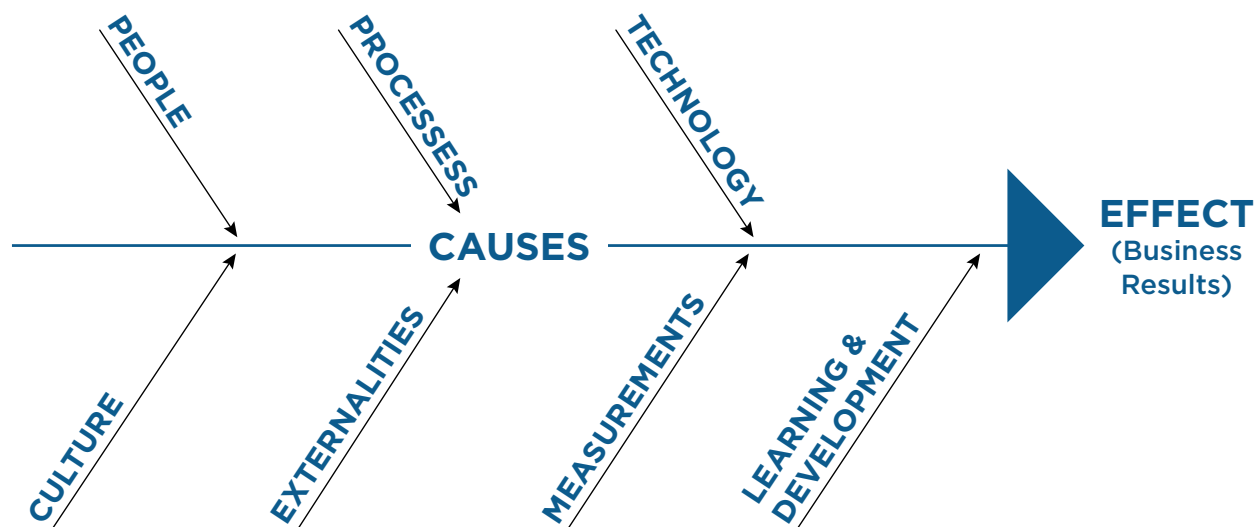 PEOPLE
PROCESSESS
TECHNOLOGY
CAUSES
EFFECT
(Business
Results)
CULTURE
EXTERNALITIES
MEASUREMENTS
LEARNING &
DEVELOPMENT